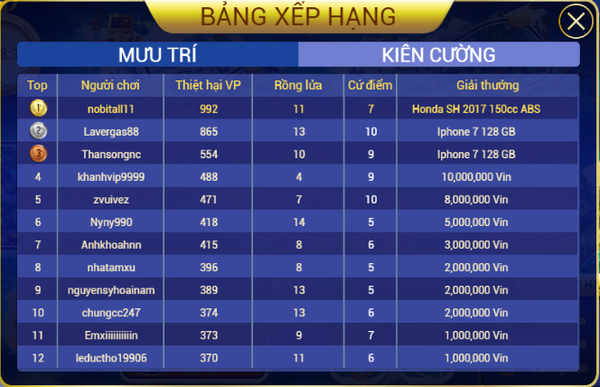 BẢNG XẾP HẠNG
MƯU TRÍ KIÊN CƯỜNG
Top Người chơi Thiệt hại VP Rồng lửa Cứ điểm Giải thưởng
1 nobitall11 992 11 7 Honda SH 2017 150cc ABS
2 Lavergas88 865 13 10 Iphone 7 128 GB
3 Thansongnc 554 10 9 Iphone 7 128 GB
4 khanhvip9999 488 4 9 10,000,000 Vin
5 zvuivez 471 7 10 8,000,000 Vin
6 Nyny990 418 14 5 5,000,000 Vin
7 Anhkhoahnn 415 8 6 3,000,000 Vin
8 nhatamxu 396 8 5 2,000,000 Vin
9 nguyensyhoainam 389 13 5 2,000,000 Vin
10 chungcc247 374 13 6 2,000,000 Vin
11 Emxiiiiiiiiiin 373 9 7 1,000,000 Vin
12 leductho19906 370 11 6 1,000,000 Vin